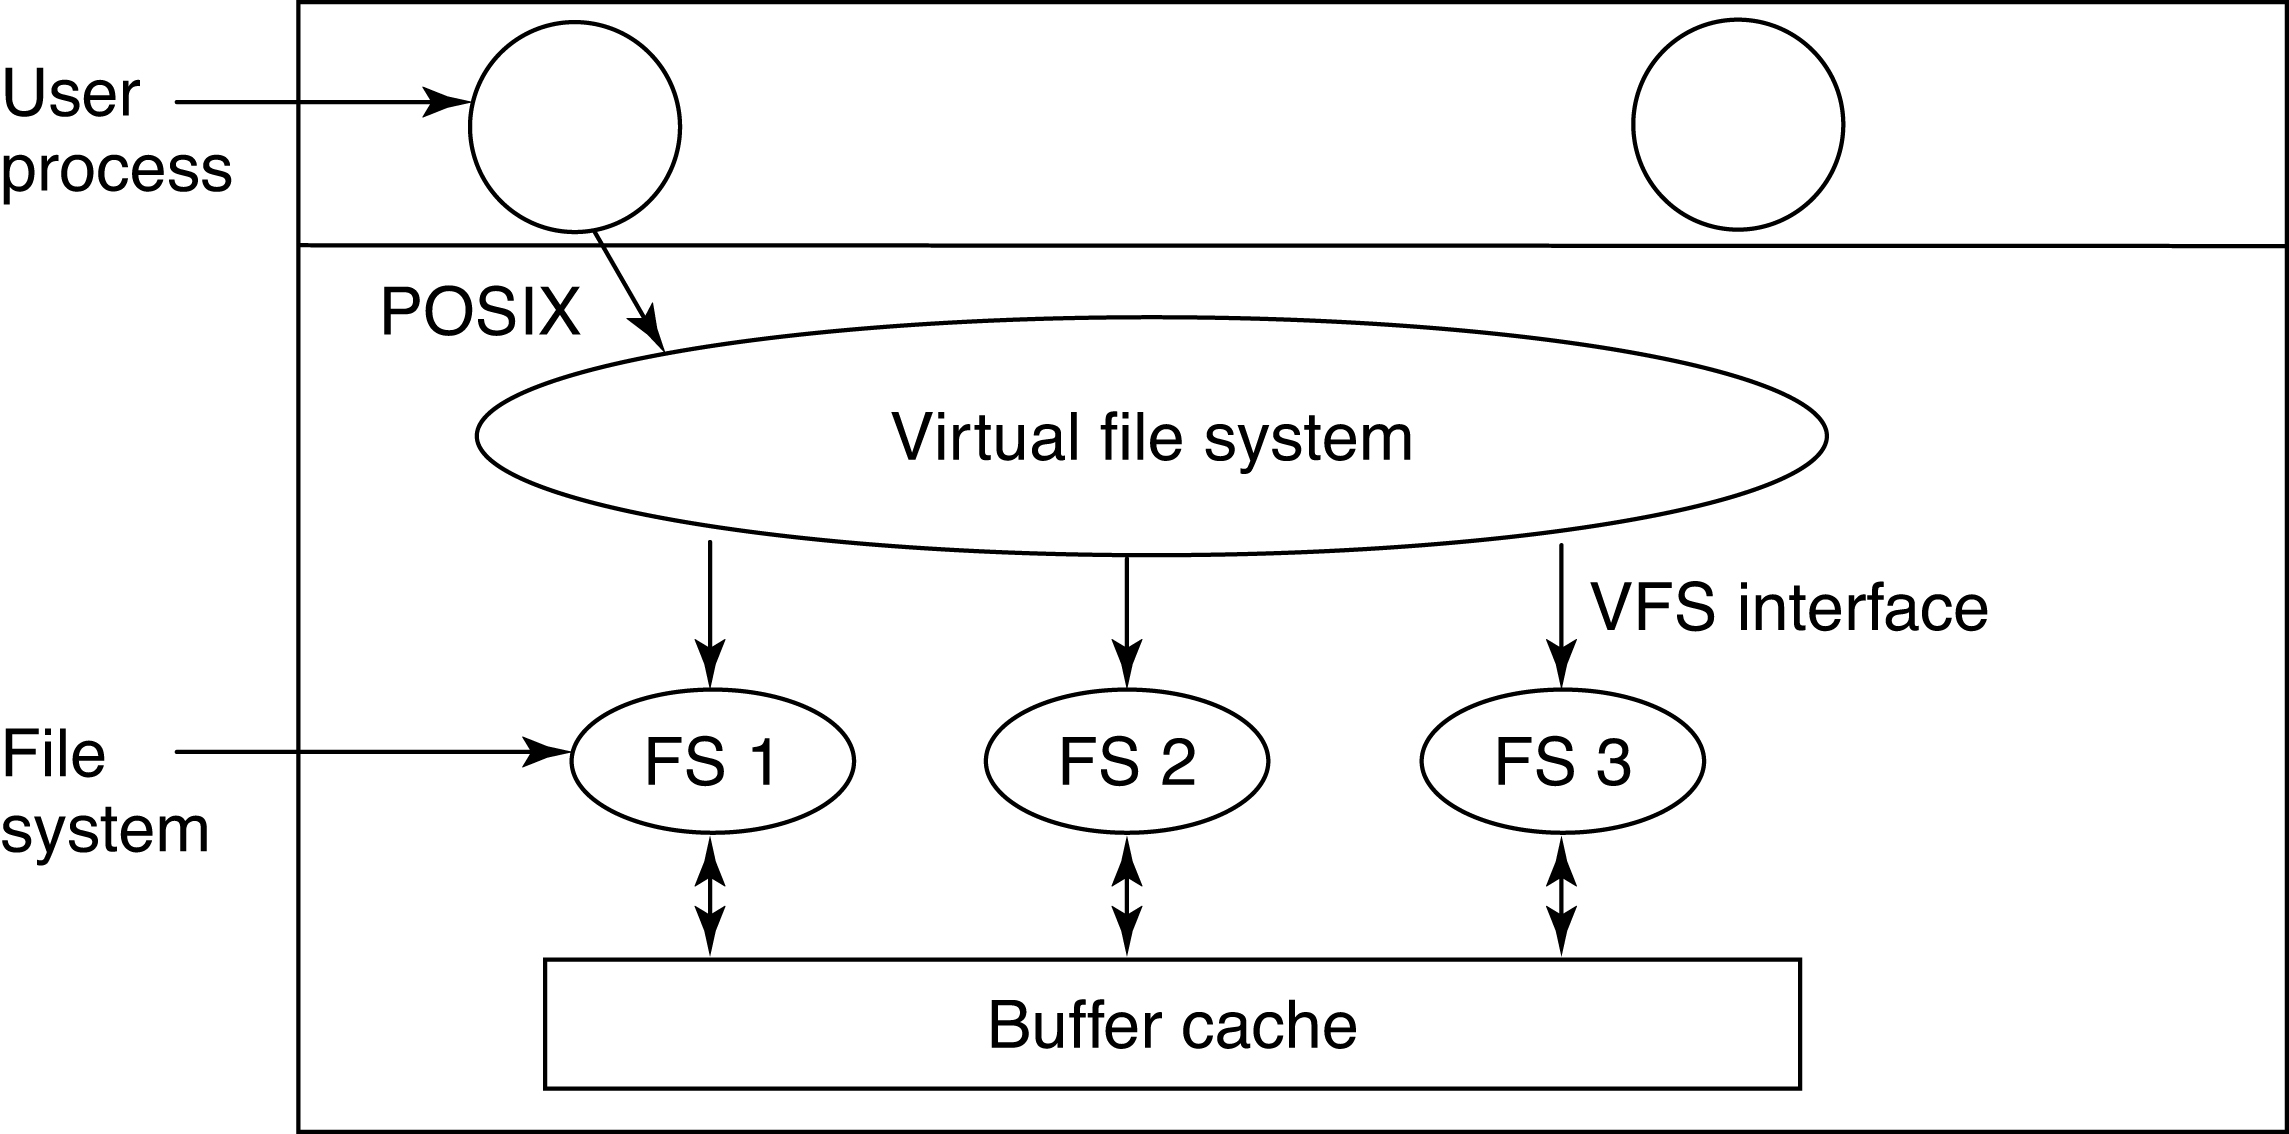 User
process
POSIX
Virtual file system
VFS interface
File
system
FS 1
FS 2
FS 3
Buffer cache